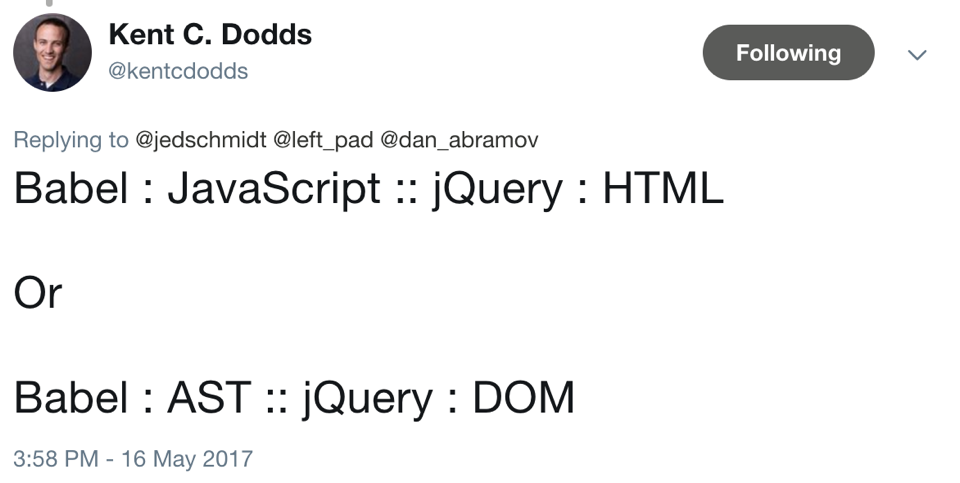 Kent C. Dodds
@kentcdodds
Following
Replying to @jedschmidt @left_pad @dan_abramov
Babel : JavaScript :: jQuery : HTML
Or
Babel : AST :: jQuery : DOM
3:58 PM - 16 May 2017